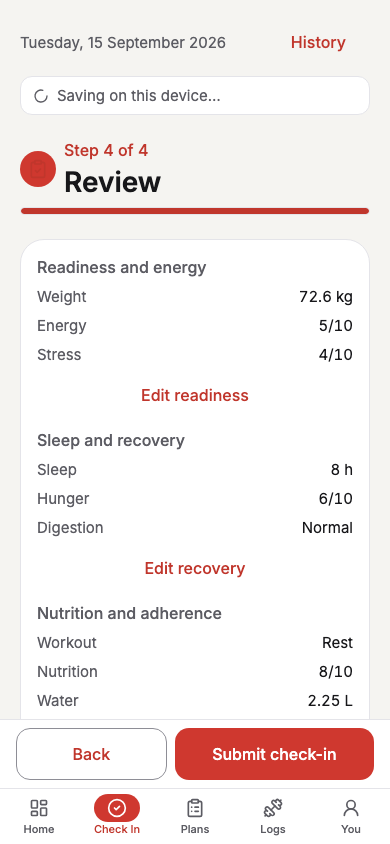 Tuesday, 15 September 2026 History
Saving on this device...
Step 4 of 4
Review
Readiness and energy
Weight 72.6 kg
Energy 5/10
Stress 4/10
Edit readiness
Sleep and recovery
Sleep 8 h
Hunger 6/10
Digestion Normal
Edit recovery
Nutrition and adherence
Workout Rest
Nutrition 8/10
Water 2.25 L
Back Submit check-in
Home Check In Plans Logs You